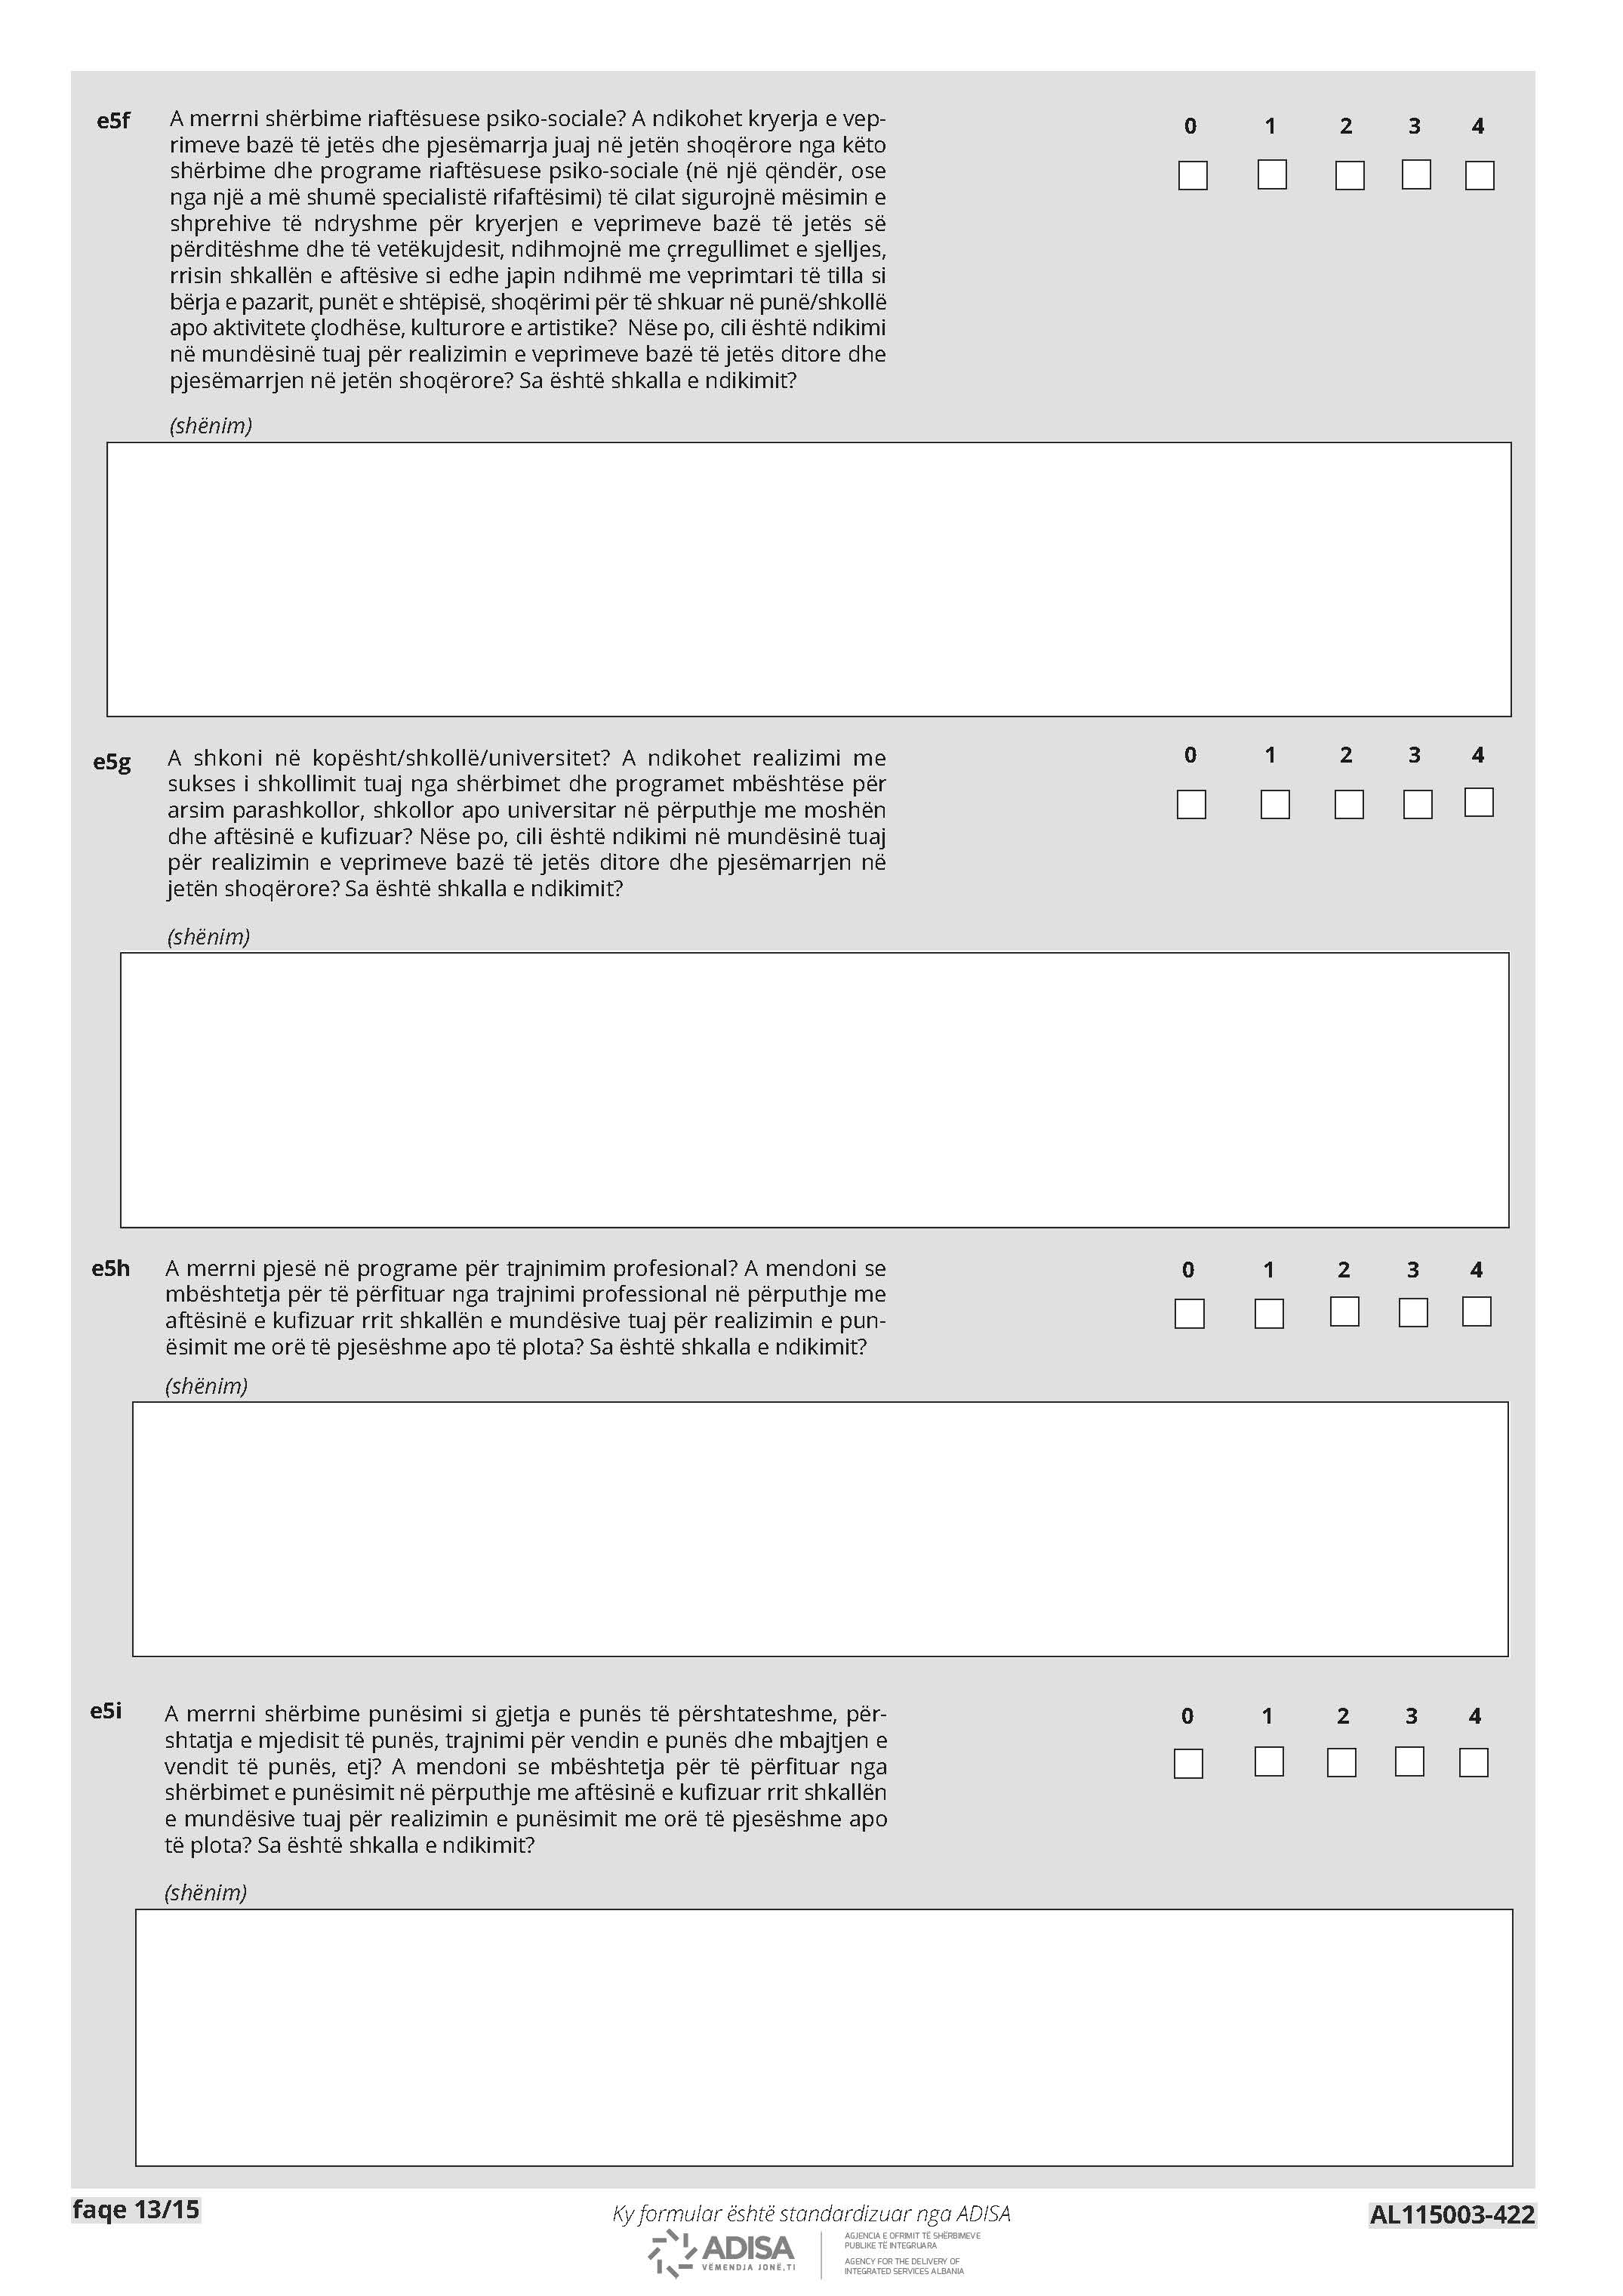 e5f
A merrni shërbime riaftësuese psiko-sociale? A ndikohet kryerja e vep-
rimeve bazë të jetës dhe pjesëmarrja juaj në jetën shoqërore nga këto
shërbime dhe programe riaftësuese psiko-sociale (në një qëndër, ose
nga një a më shumë specialistë rifaftësimi) të cilat sigurojnë mësimin e
shprehive të ndryshme për kryerjen e veprimeve bazë të jetës së
përditëshme dhe të vetëkujdesit, ndihmojnë me çrregullimet e sjelljes,
rrisin shkallën e aftësive si edhe japin ndihmë me veprimtari të tilla si
bërja e pazarit, punët e shtëpisë, shoqërimi për të shkuar në punë/shkollë
apo aktivitete çlodhëse, kulturore e artistike?  Nëse po, cili është ndikimi
në mundësinë tuaj për realizimin e veprimeve bazë të jetës ditore dhe
pjesëmarrjen në jetën shoqërore? Sa është shkalla e ndikimit?
0 1 2 3 4
(shënim)
e5g
A shkoni në kopësht/shkollë/universitet? A ndikohet realizimi me
sukses i shkollimit tuaj nga shërbimet dhe programet mbështëse për
arsim parashkollor, shkollor apo universitar në përputhje me moshën
dhe aftësinë e kufizuar? Nëse po, cili është ndikimi në mundësinë tuaj
për realizimin e veprimeve bazë të jetës ditore dhe pjesëmarrjen në
jetën shoqërore? Sa është shkalla e ndikimit?
0 1 2 3 4
(shënim)
e5h
A merrni pjesë në programe për trajnimim profesional? A mendoni se
mbështetja për të përfituar nga trajnimi professional në përputhje me
aftësinë e kufizuar rrit shkallën e mundësive tuaj për realizimin e pun-
ësimit me orë të pjesëshme apo të plota? Sa është shkalla e ndikimit?
0 1 2 3 4
(shënim)
e5i
A merrni shërbime punësimi si gjetja e punës të përshtateshme, për-
shtatja e mjedisit të punës, trajnimi për vendin e punës dhe mbajtjen e
vendit të punës, etj? A mendoni se mbështetja për të përfituar nga
shërbimet e punësimit në përputhje me aftësinë e kufizuar rrit shkallën
e mundësive tuaj për realizimin e punësimit me orë të pjesëshme apo
të plota? Sa është shkalla e ndikimit?
0 1 2 3 4
(shënim)
faqe 13/15
Ky formular është standardizuar nga ADISA
AL115003-422
ADISA
VËMENDJA JONË,TI
AGJENCIA E OFRIMIT TË SHËRBIMEVE
PUBLIKE TË INTEGRUARA
AGENCY FOR THE DELIVERY OF
INTEGRATED SERVICES ALBANIA